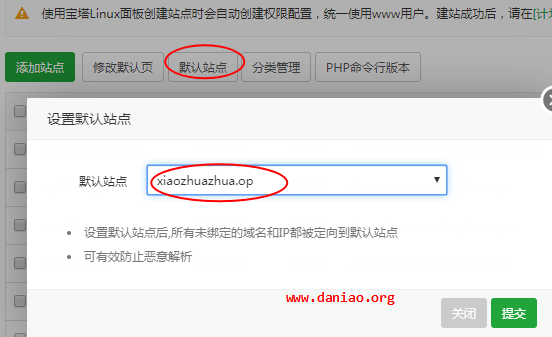 使用宝塔Linux面板创建站点时会自动创建权限配置，统一使用www用户。建站成功后，请在[计
添加站点 修改默认页 默认站点 分类管理 PHP命令行版本
设置默认站点
默认站点 xiaozhuazhua.op
设置默认站点后,所有未绑定的域名和IP都被定向到默认站点
可有效防止恶意解析
www.daniao.org
关闭 提交